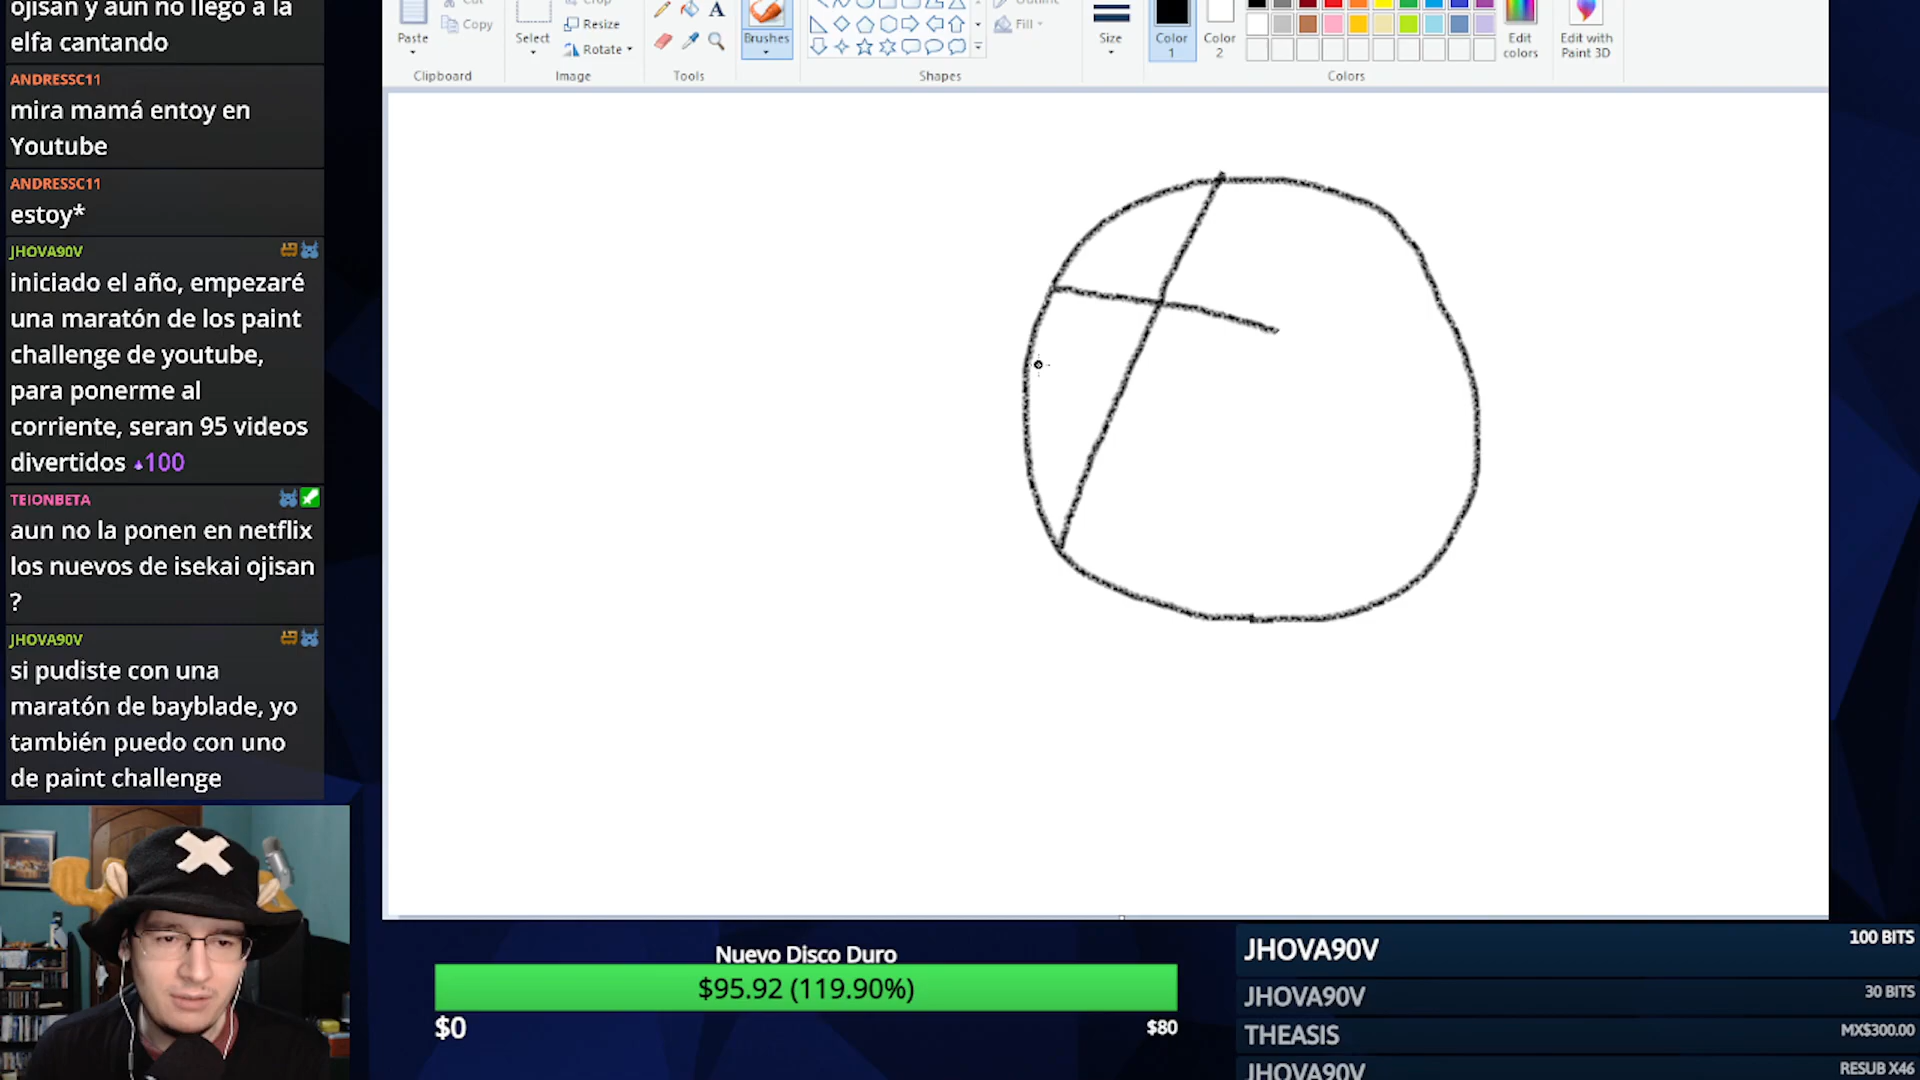 ojisan y aun no llego a la
elfa cantando
ANDRESSC11
mira mamá entoy en
Youtube
ANDRESSC11
estoy*
JHOVA90V
iniciado el año, empezaré
una maratón de los paint
challenge de youtube,
para ponerme al
corriente, seran 95 videos
divertidos 100
TEIONBETA
aun no la ponen en netflix
los nuevos de isekai ojisan
?
JHOVA90V
si pudiste con una
maratón de bayblade, yo
también puedo con uno
de paint challenge
Paste
Cut
Copy
Clipboard
Select
Crop
Resize
Rotate
Image
A
Tools
Brushes
Outline
Fill
Shapes
Size
Color
1
Color
2
Edit
colors
Edit with
Paint 3D
Colors
Nuevo Disco Duro
$95.92 (119.90%)
$0
$80
JHOVA90V
100 BITS
JHOVA90V
30 BITS
THEASIS
MX$300.00
JHOVA90V
RESUB X46